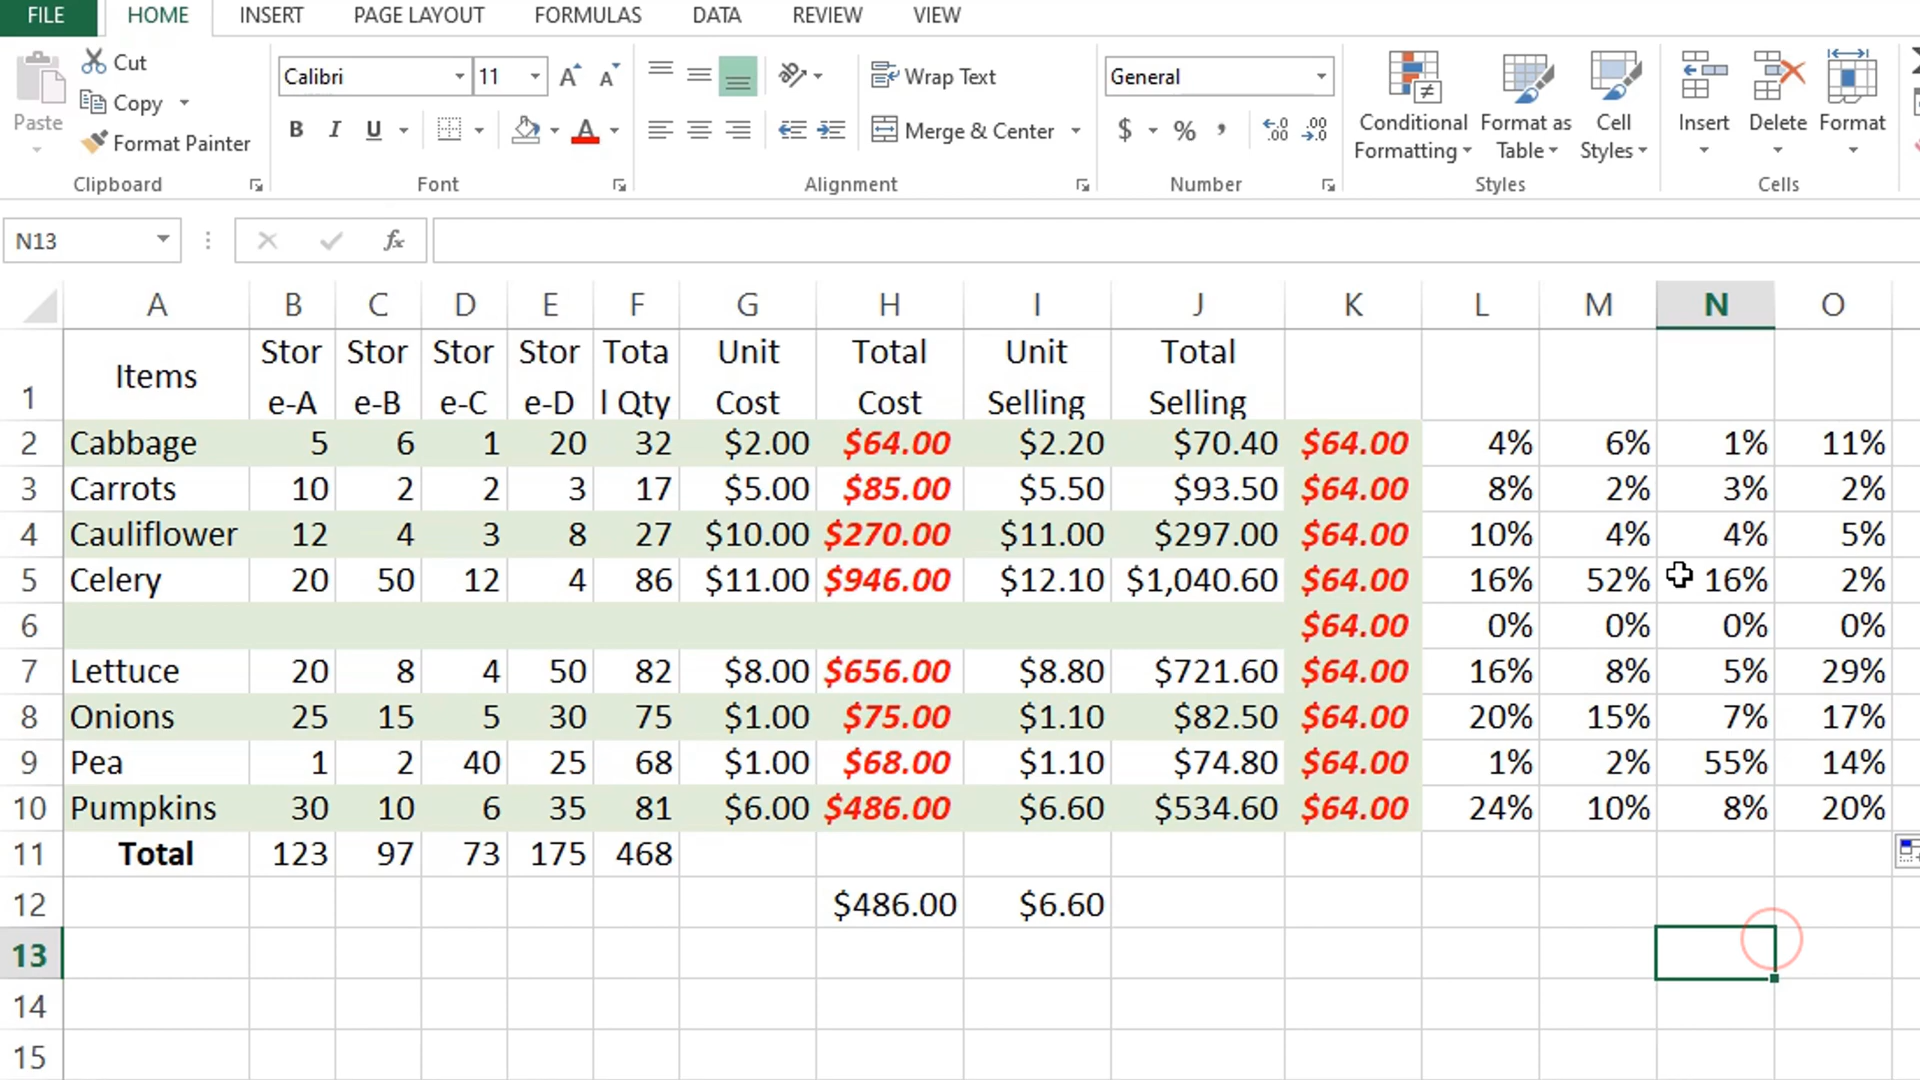 FILE HOME INSERT PAGE LAYOUT FORMULAS DATA REVIEW VIEW
Cut
Copy
Format Painter
Paste
Clipboard
Calibri 11 A A
B I U A
Font
Wrap Text
Merge & Center
Alignment
General
$ % , .0 .00 .00 .0
Number
Conditional Formatting
Format as Table
Cell Styles
Styles
Insert Delete Format
Cells
N13 fx
A B C D E F G H I J K L M N O
1 Items Stor e-A Stor e-B Stor e-C Stor e-D Tota l Qty Unit Cost Total Cost Unit Selling Total Selling
2 Cabbage 5 6 1 20 32 $2.00 $64.00 $2.20 $70.40 $64.00 4% 6% 1% 11%
3 Carrots 10 2 2 3 17 $5.00 $85.00 $5.50 $93.50 $64.00 8% 2% 3% 2%
4 Cauliflower 12 4 3 8 27 $10.00 $270.00 $11.00 $297.00 $64.00 10% 4% 4% 5%
5 Celery 20 50 12 4 86 $11.00 $946.00 $12.10 $1,040.60 $64.00 16% 52% 16% 2%
6 $64.00 0% 0% 0% 0%
7 Lettuce 20 8 4 50 82 $8.00 $656.00 $8.80 $721.60 $64.00 16% 8% 5% 29%
8 Onions 25 15 5 30 75 $1.00 $75.00 $1.10 $82.50 $64.00 20% 15% 7% 17%
9 Pea 1 2 40 25 68 $1.00 $68.00 $1.10 $74.80 $64.00 1% 2% 55% 14%
10 Pumpkins 30 10 6 35 81 $6.00 $486.00 $6.60 $534.60 $64.00 24% 10% 8% 20%
11 Total 123 97 73 175 468
12 $486.00 $6.60
13
14
15